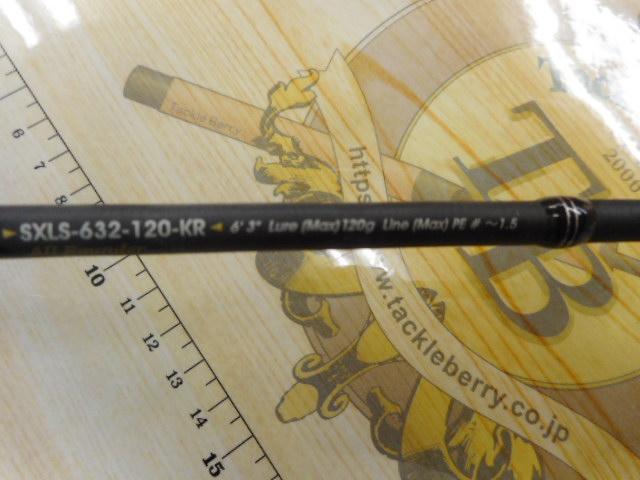 Tackle Berry
https
2000
TB
6
7
8
▶ SXLS-632-120-KR ◀ 6' 3" Lure (Max) 120g Line (Max) PE # ～1.5
10
11
12
13
14
15
w.tackleberry.co.jp